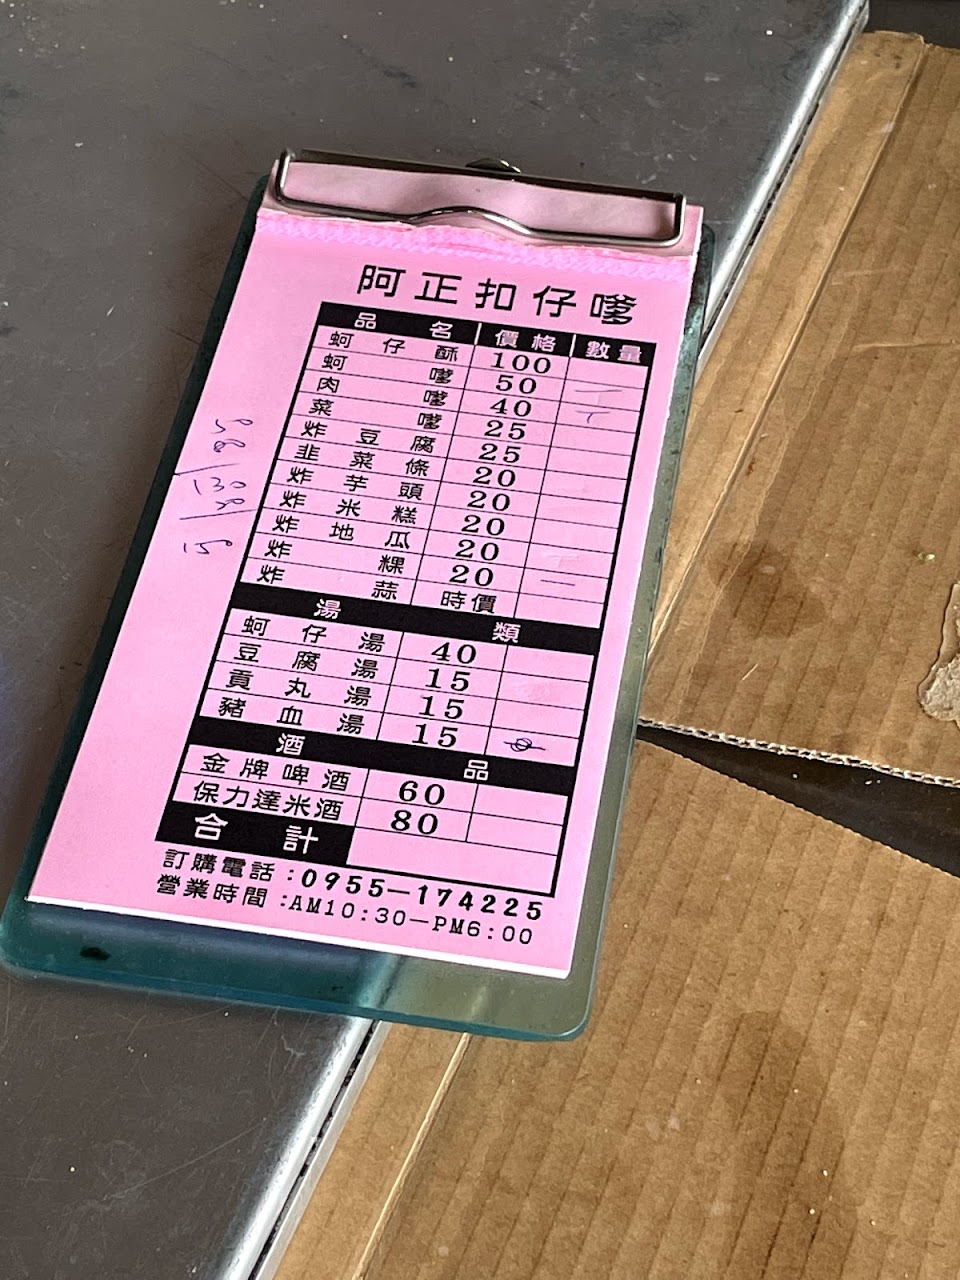 阿正扣仔嗲
品名 價格 數量
蚵仔酥 100
蚵嗲 50
肉嗲 40
菜嗲 25
炸豆腐 25
韭菜條 20
炸芋頭 20
炸米糕 20
炸地瓜 20
炸粿 20
炸蒜 時價
湯類
蚵仔湯 40
豆腐湯 15
貢丸湯 15
豬血湯 15
酒品
金牌啤酒 60
保力達米酒 80
合計
訂購電話:0955-174225
營業時間:AM10:30-PM6:00